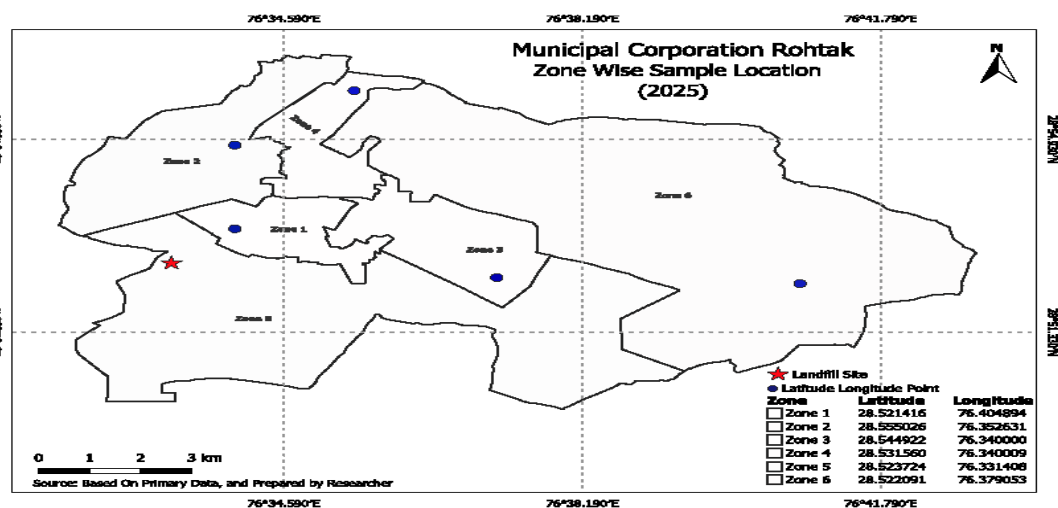 76°34.590'E 76°38.190'E 76°41.790'E
Municipal Corporation Rohtak
Zone Wise Sample Location
(2025)
N
Zone 4
Zone 2
Zone 6
Zone 1
Zone 3
Zone 5
Landfill Site
Latitude Longitude Point
Zone Latitude Longitude
Zone 1 28.521416 76.404894
Zone 2 28.555026 76.352631
Zone 3 28.544922 76.340000
Zone 4 28.531560 76.340009
Zone 5 28.523724 76.331408
Zone 6 28.522091 76.379053
0 1 2 3 km
Source: Based On Primary Data, and Prepared by Researcher
76°34.590'E 76°38.190'E 76°41.790'E